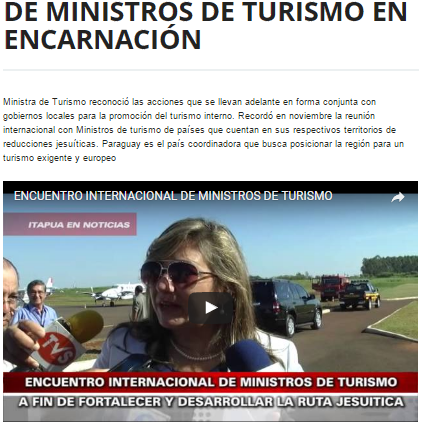 DE MINISTROS DE TURISMO EN
ENCARNACIÓN
Ministra de Turismo reconoció las acciones que se llevan adelante en forma conjunta con
gobiernos locales para la promoción del turismo interno. Recordó en noviembre la reunión
internacional con Ministros de turismo de países que cuentan en sus respectivos territorios de
reducciones jesuíticas. Paraguay es el país coordinadora que busca posicionar la región para un
turismo exigente y europeo
ENCUENTRO INTERNACIONAL DE MINISTROS DE TURISMO
ITAPUA EN NOTICIAS
TVS
ENCUENTRO INTERNACIONAL DE MINISTROS DE TURISMO
A FIN DE FORTALECER Y DESARROLLAR LA RUTA JESUITICA